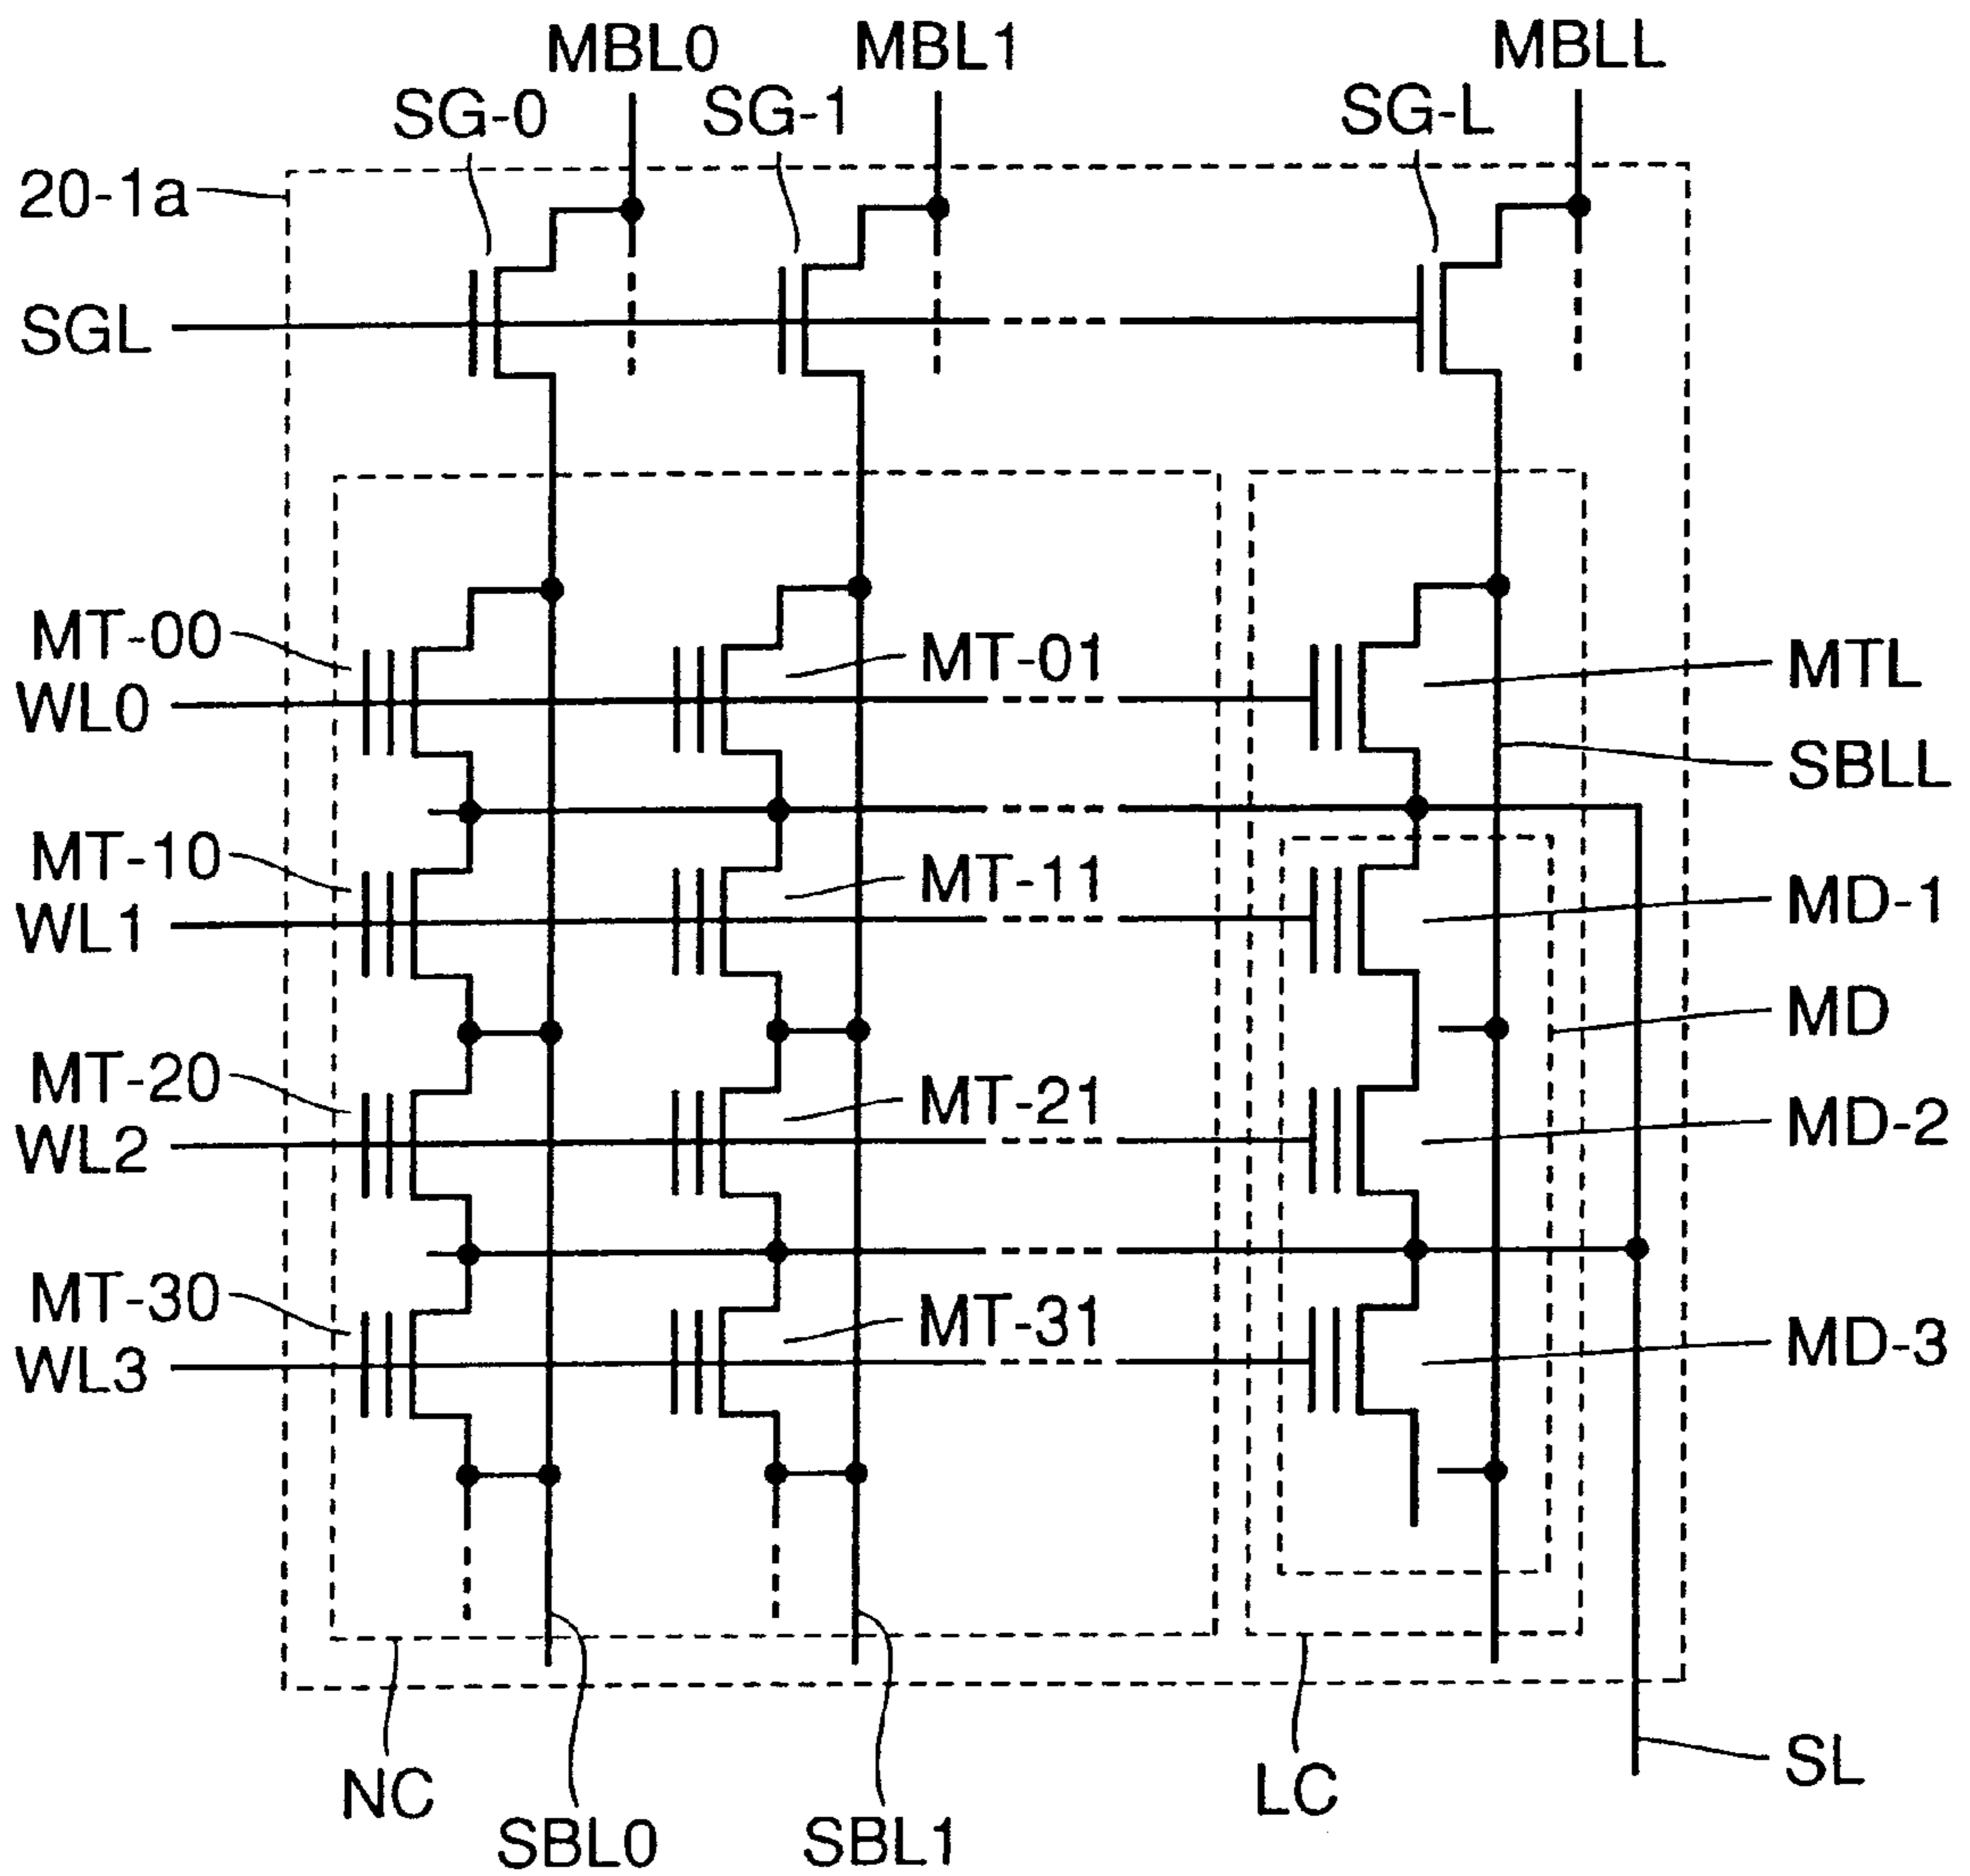 MBL0 MBL1 MBLL
SG-0 SG-1 SG-L
20-1a
SGL
MT-00 MT-01 MTL
WL0
SBLL
MT-10 MT-11 MD-1
WL1
MD
MT-20 MT-21 MD-2
WL2
MT-30 MT-31 MD-3
WL3
NC LC SL
SBL0 SBL1